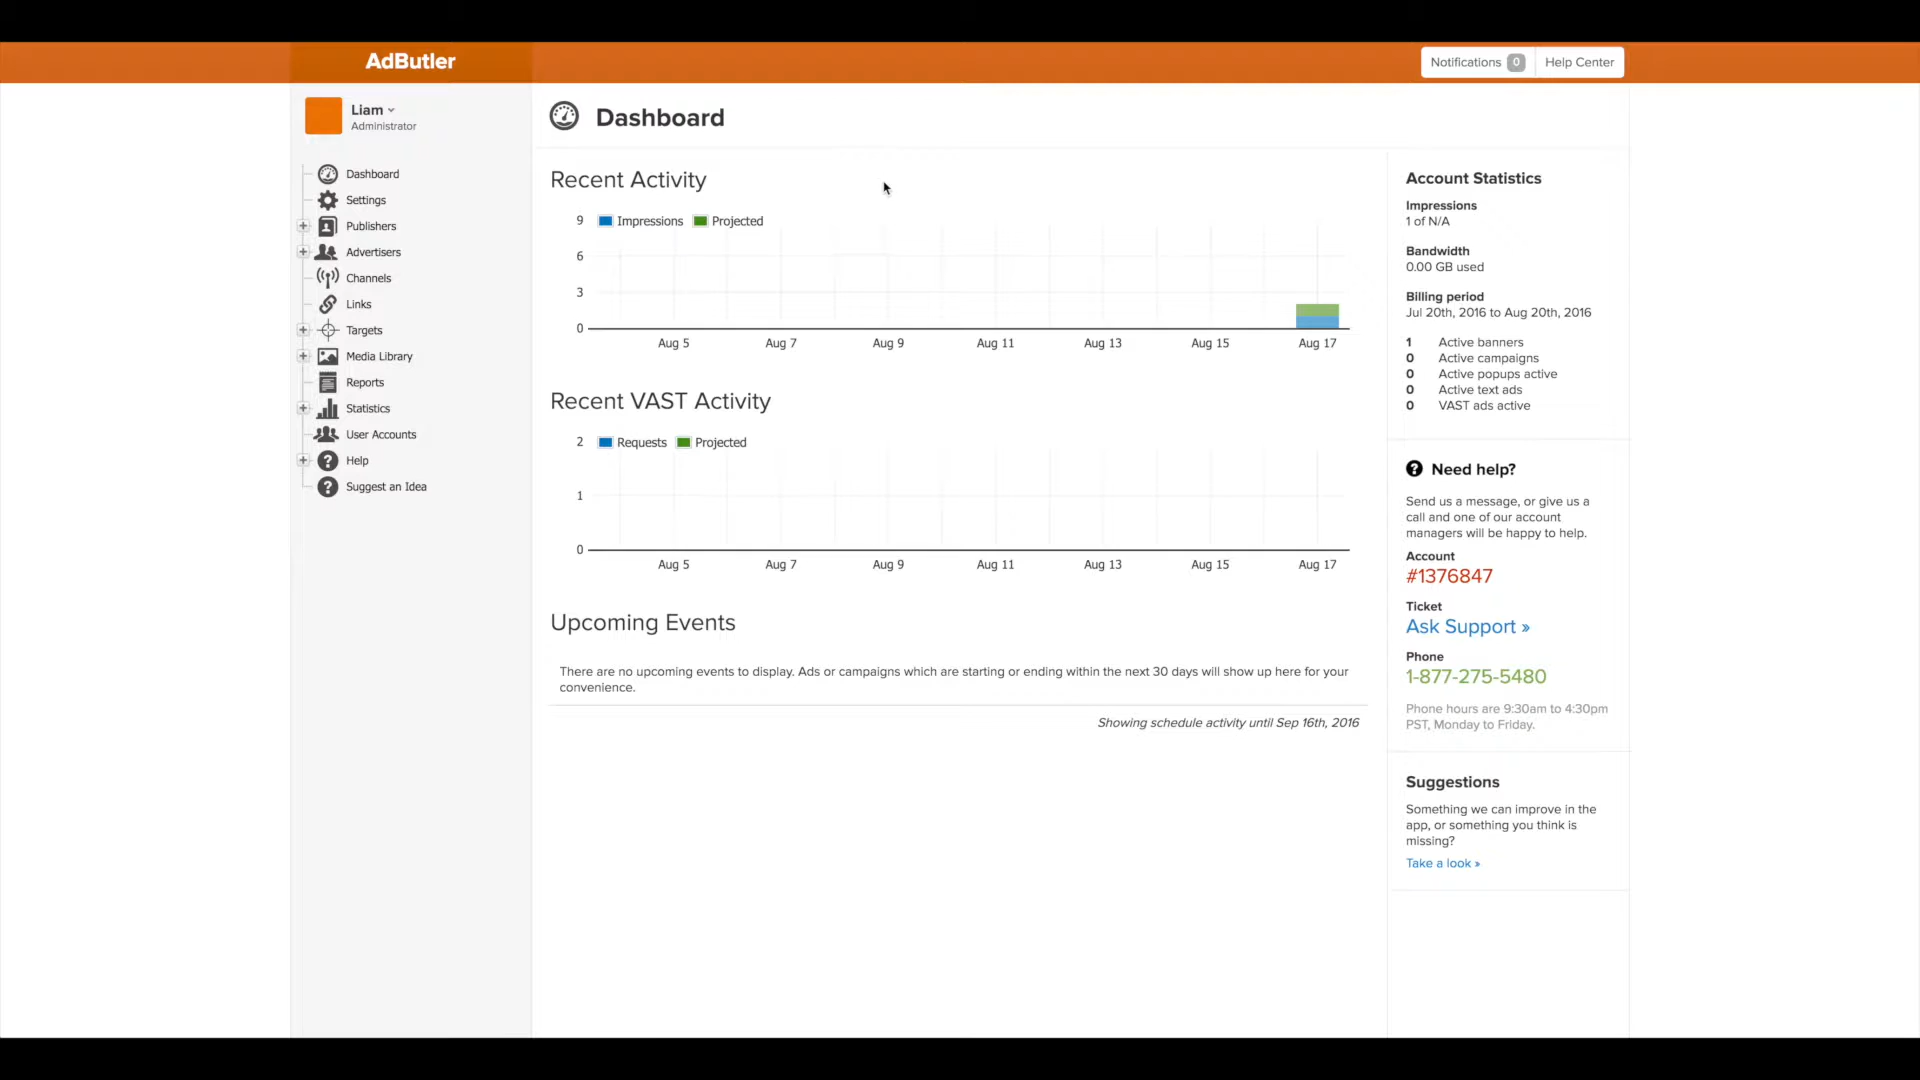 AdButler
Notifications 0
Help Center
Liam
Administrator
Dashboard
Settings
Publishers
Advertisers
Channels
Links
Targets
Media Library
Reports
Statistics
User Accounts
Help
Suggest an Idea
Dashboard
Recent Activity
Impressions Projected
9
6
3
0
Aug 5 Aug 7 Aug 9 Aug 11 Aug 13 Aug 15 Aug 17
Recent VAST Activity
Requests Projected
2
1
0
Aug 5 Aug 7 Aug 9 Aug 11 Aug 13 Aug 15 Aug 17
Upcoming Events
There are no upcoming events to display. Ads or campaigns which are starting or ending within the next 30 days will show up here for your
convenience.
Showing schedule activity until Sep 16th, 2016
Account Statistics
Impressions
1 of N/A
Bandwidth
0.00 GB used
Billing period
Jul 20th, 2016 to Aug 20th, 2016
1 Active banners
0 Active campaigns
0 Active popups active
0 Active text ads
0 VAST ads active
Need help?
Send us a message, or give us a
call and one of our account
managers will be happy to help.
Account
#1376847
Ticket
Ask Support »
Phone
1-877-275-5480
Phone hours are 9:30am to 4:30pm
PST, Monday to Friday.
Suggestions
Something we can improve in the
app, or something you think is
missing?
Take a look »